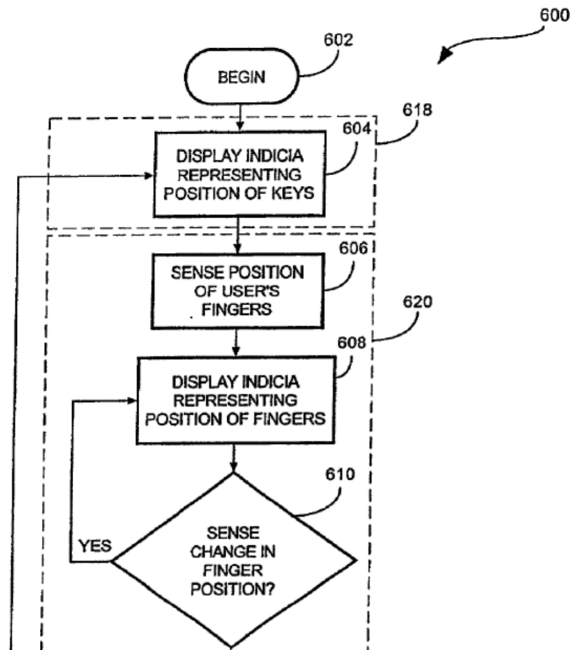 600
602
BEGIN
618
604
DISPLAY INDICIA
REPRESENTING
POSITION OF KEYS
606
SENSE POSITION
OF USER'S
FINGERS
620
608
DISPLAY INDICIA
REPRESENTING
POSITION OF FINGERS
610
SENSE
CHANGE IN
FINGER
POSITION?
YES